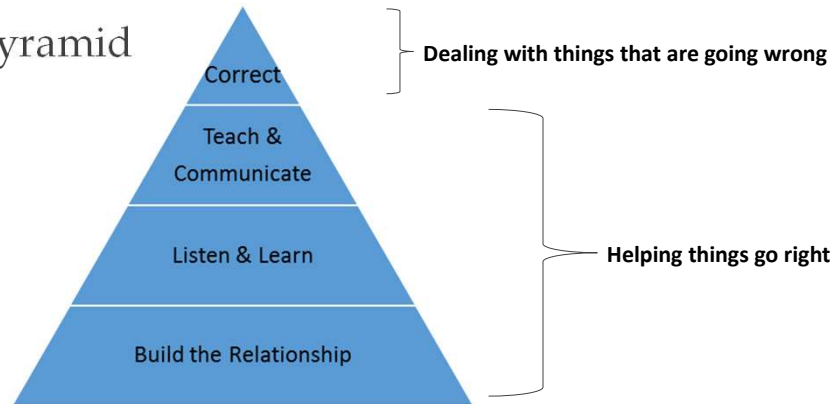 yramid
Correct
Dealing with things that are going wrong
Teach &
Communicate
Listen & Learn
Helping things go right
Build the Relationship